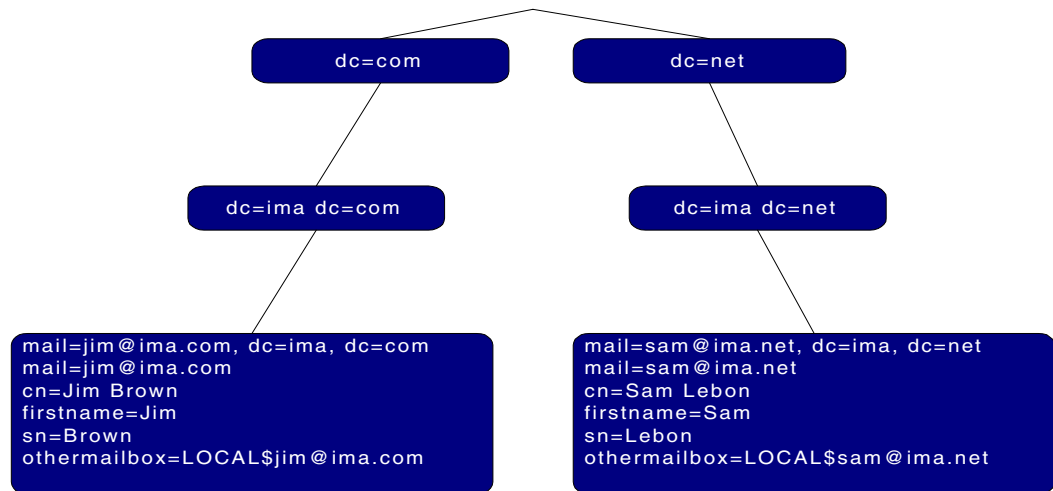 dc=com
dc=net
dc=ima dc=com
dc=ima dc=net
mail=jim@ima.com, dc=ima, dc=com
mail=jim@ima.com
cn=Jim Brown
firstname=Jim
sn=Brown
othermailbox=LOCAL$jim@ima.com
mail=sam@ima.net, dc=ima, dc=net
mail=sam@ima.net
cn=Sam Lebon
firstname=Sam
sn=Lebon
othermailbox=LOCAL$sam@ima.net